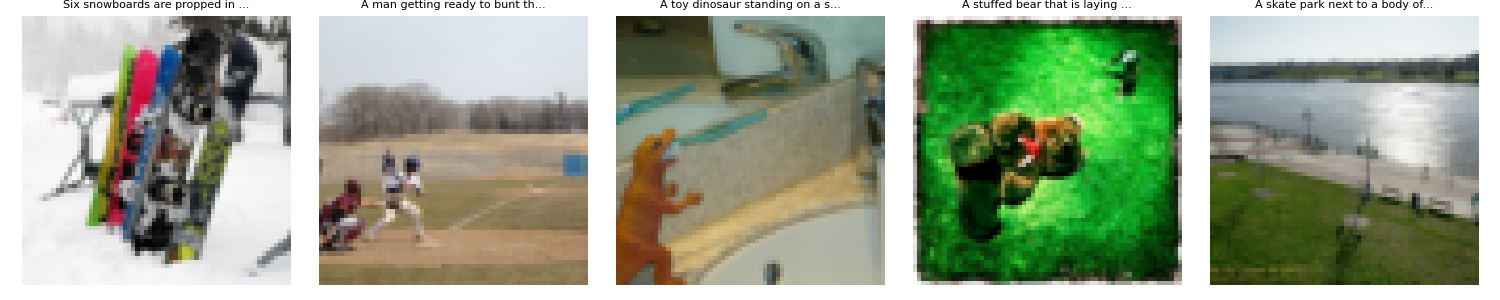 Six snowboards are propped in ...
A man getting ready to bunt th...
A toy dinosaur standing on a s...
A stuffed bear that is laying ...
A skate park next to a body of...